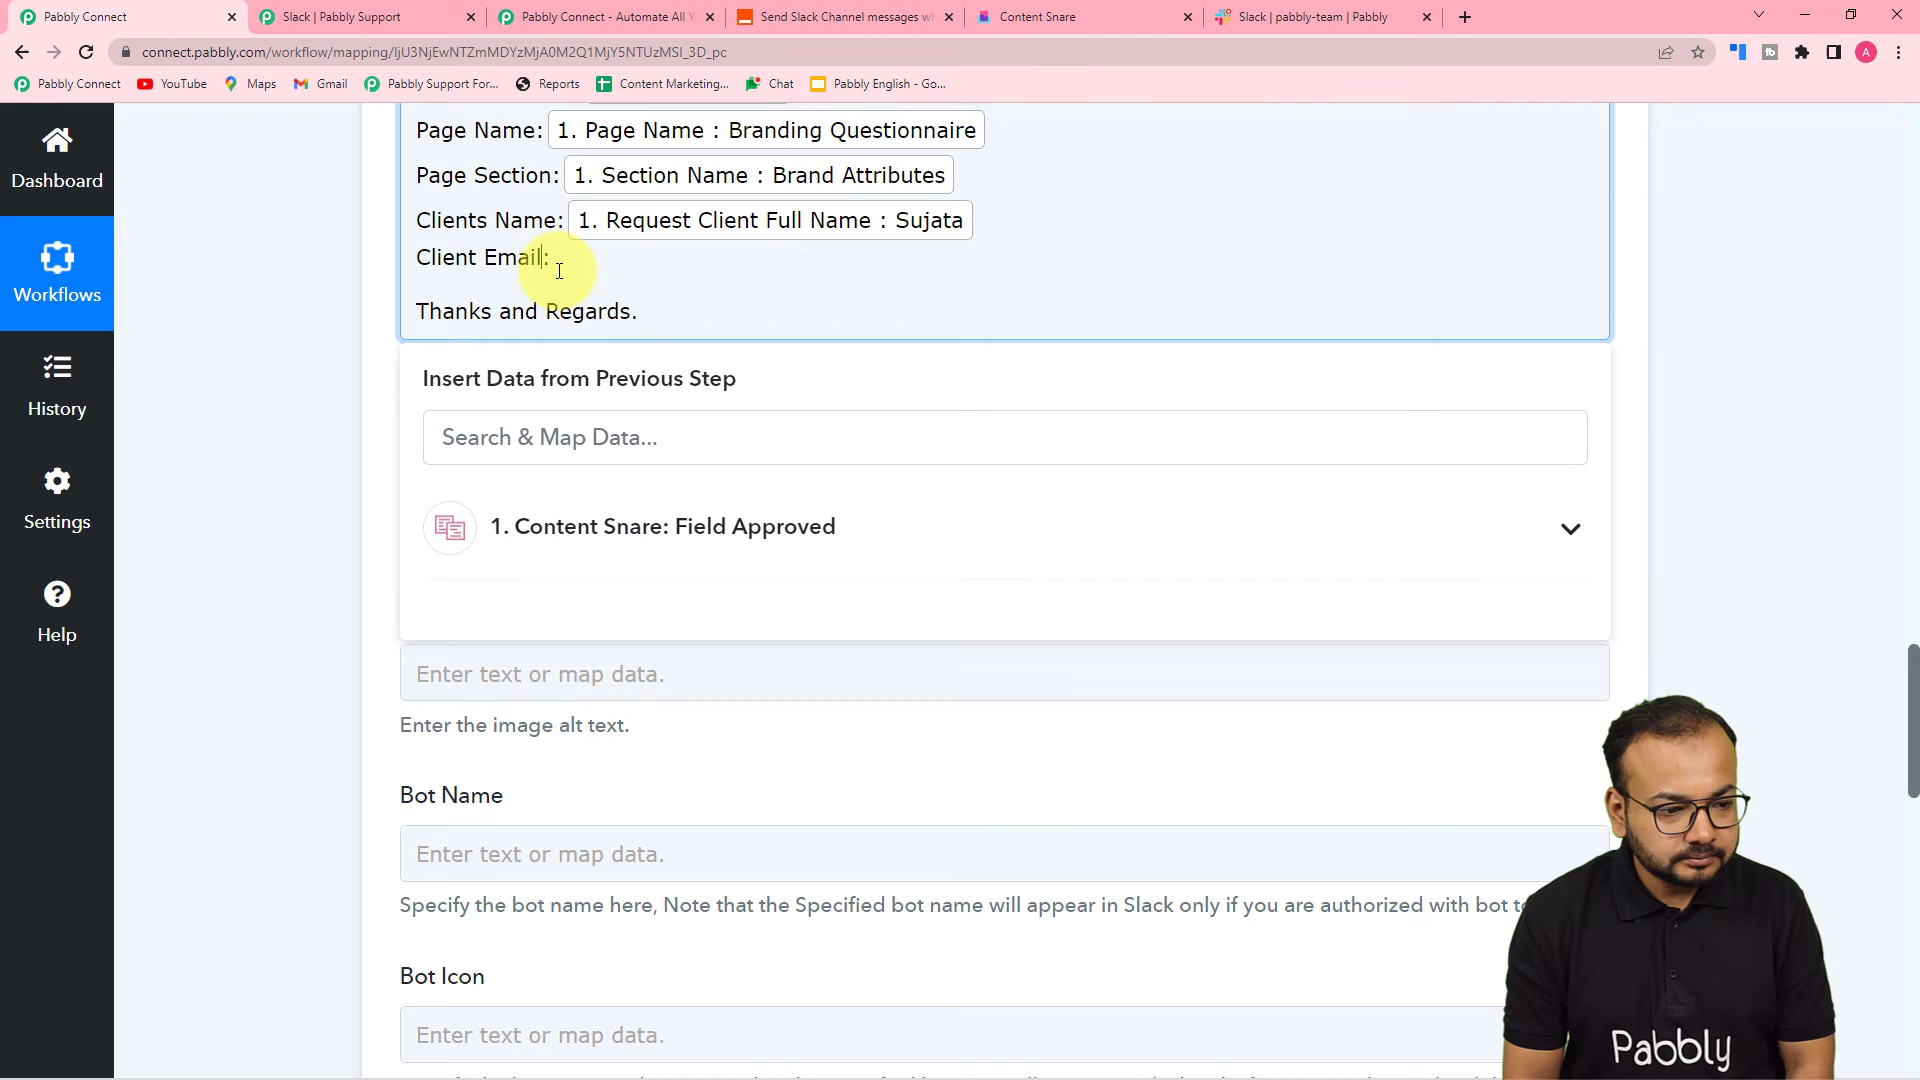 Pabbly Connect
Slack | Pabbly Support
Pabbly Connect - Automate All Y
Send Slack Channel messages w
Content Snare
Slack | pabbly-team | Pabbly
connect.pabbly.com/workflow/mapping/IjU3NjEwNTZmMDYzMjA0M2Q1MjY5NTUzMSI_3D_pc
A
Pabbly Connect
YouTube
Maps
Gmail
Pabbly Support For...
Reports
Content Marketing...
Chat
Pabbly English - Go...
Dashboard
Workflows
History
Settings
Help
Page Name: 1. Page Name : Branding Questionnaire
Page Section: 1. Section Name : Brand Attributes
Clients Name: 1. Request Client Full Name : Sujata
Client Email:
Thanks and Regards.
Insert Data from Previous Step
Search & Map Data...
1. Content Snare: Field Approved
Enter text or map data.
Enter the image alt text.
Bot Name
Enter text or map data.
Specify the bot name here, Note that the Specified bot name will appear in Slack only if you are authorized with bot to
Bot Icon
Enter text or map data.
Pabbly